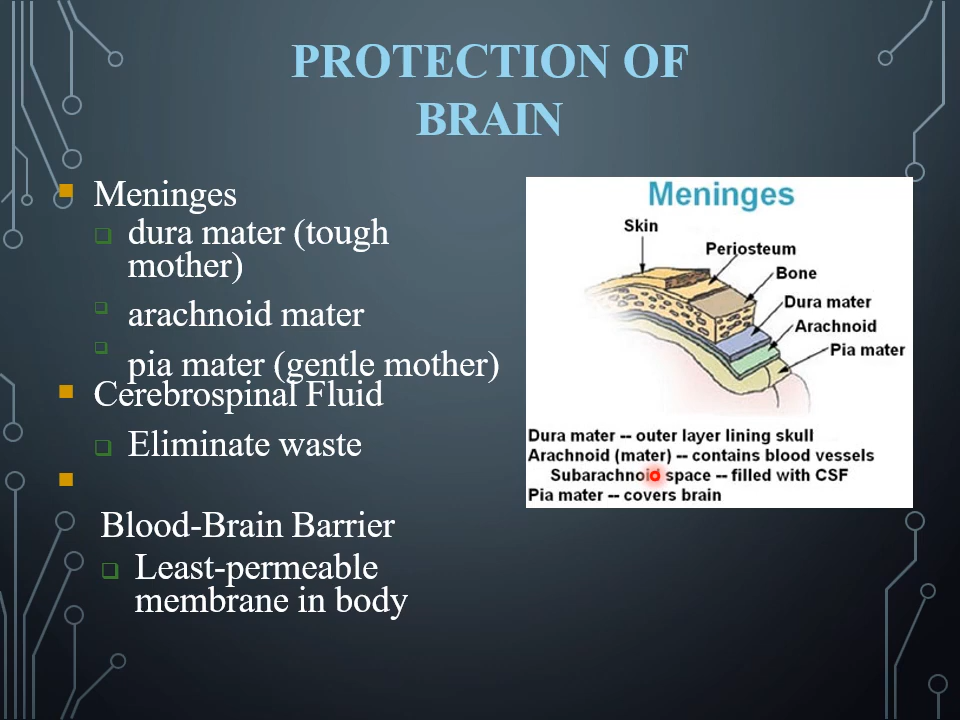 PROTECTION OF
BRAIN
Meninges
dura mater (tough
mother)
arachnoid mater
pia mater (gentle mother)
Cerebrospinal Fluid
Eliminate waste
Blood-Brain Barrier
Least-permeable
membrane in body
Meninges
Skin
Periosteum
Bone
Dura mater
Arachnoid
Pia mater
Dura mater -- outer layer lining skull
Arachnoid (mater) -- contains blood vessels
Subarachnoid space -- filled with CSF
Pia mater -- covers brain